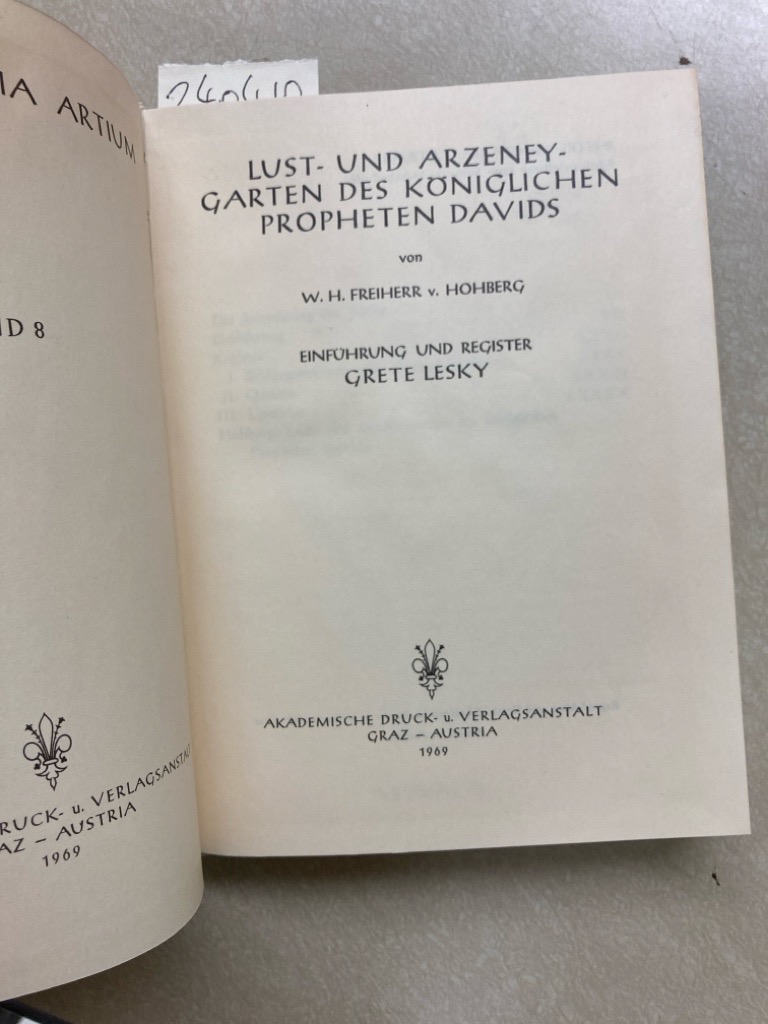 IA ARTIUM
ND 8
RUCK- u. VERLAGSANSTALT
AZ – AUSTRIA
1969
LUST- UND ARZENEY-
GARTEN DES KÖNIGLICHEN
PROPHETEN DAVIDS
von
W. H. FREIHERR v. HOHBERG
EINFÜHRUNG UND REGISTER
GRETE LESKY
AKADEMISCHE DRUCK- u. VERLAGSANSTALT
GRAZ – AUSTRIA
1969